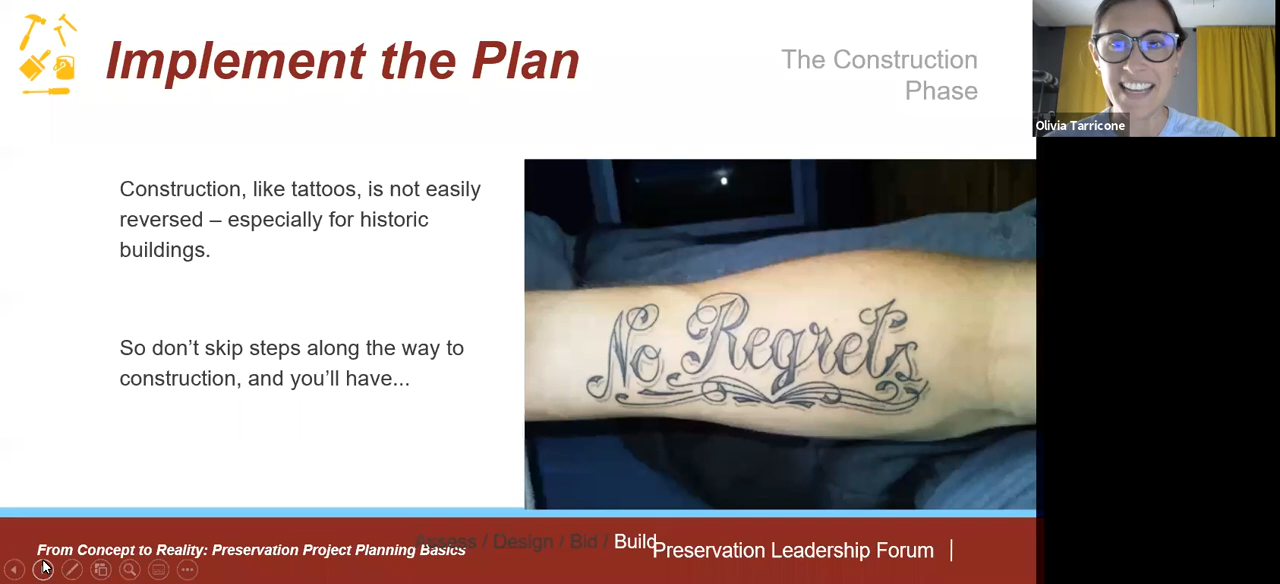 Implement the Plan
The Construction
Phase
Olivia Tarricone
Construction, like tattoos, is not easily
reversed – especially for historic
buildings.
So don’t skip steps along the way to
construction, and you’ll have...
No Regrets
From Concept to Reality: Preservation Project Planning Basics
Assess / Design / Bid / Build
Preservation Leadership Forum |